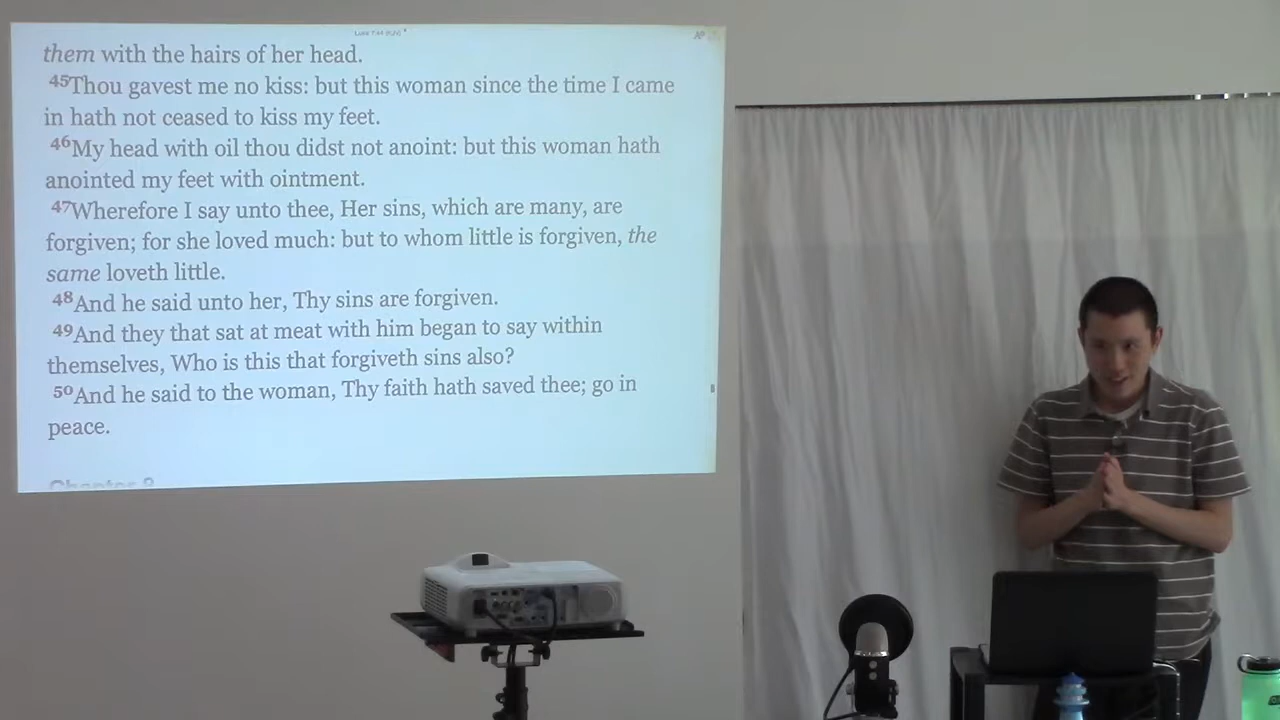 Luke 7:44 (KJV)
them with the hairs of her head.
45Thou gavest me no kiss: but this woman since the time I came
in hath not ceased to kiss my feet.
46My head with oil thou didst not anoint: but this woman hath
anointed my feet with ointment.
47Wherefore I say unto thee, Her sins, which are many, are
forgiven; for she loved much: but to whom little is forgiven, the
same loveth little.
48And he said unto her, Thy sins are forgiven.
49And they that sat at meat with him began to say within
themselves, Who is this that forgiveth sins also?
50And he said to the woman, Thy faith hath saved thee; go in
peace.